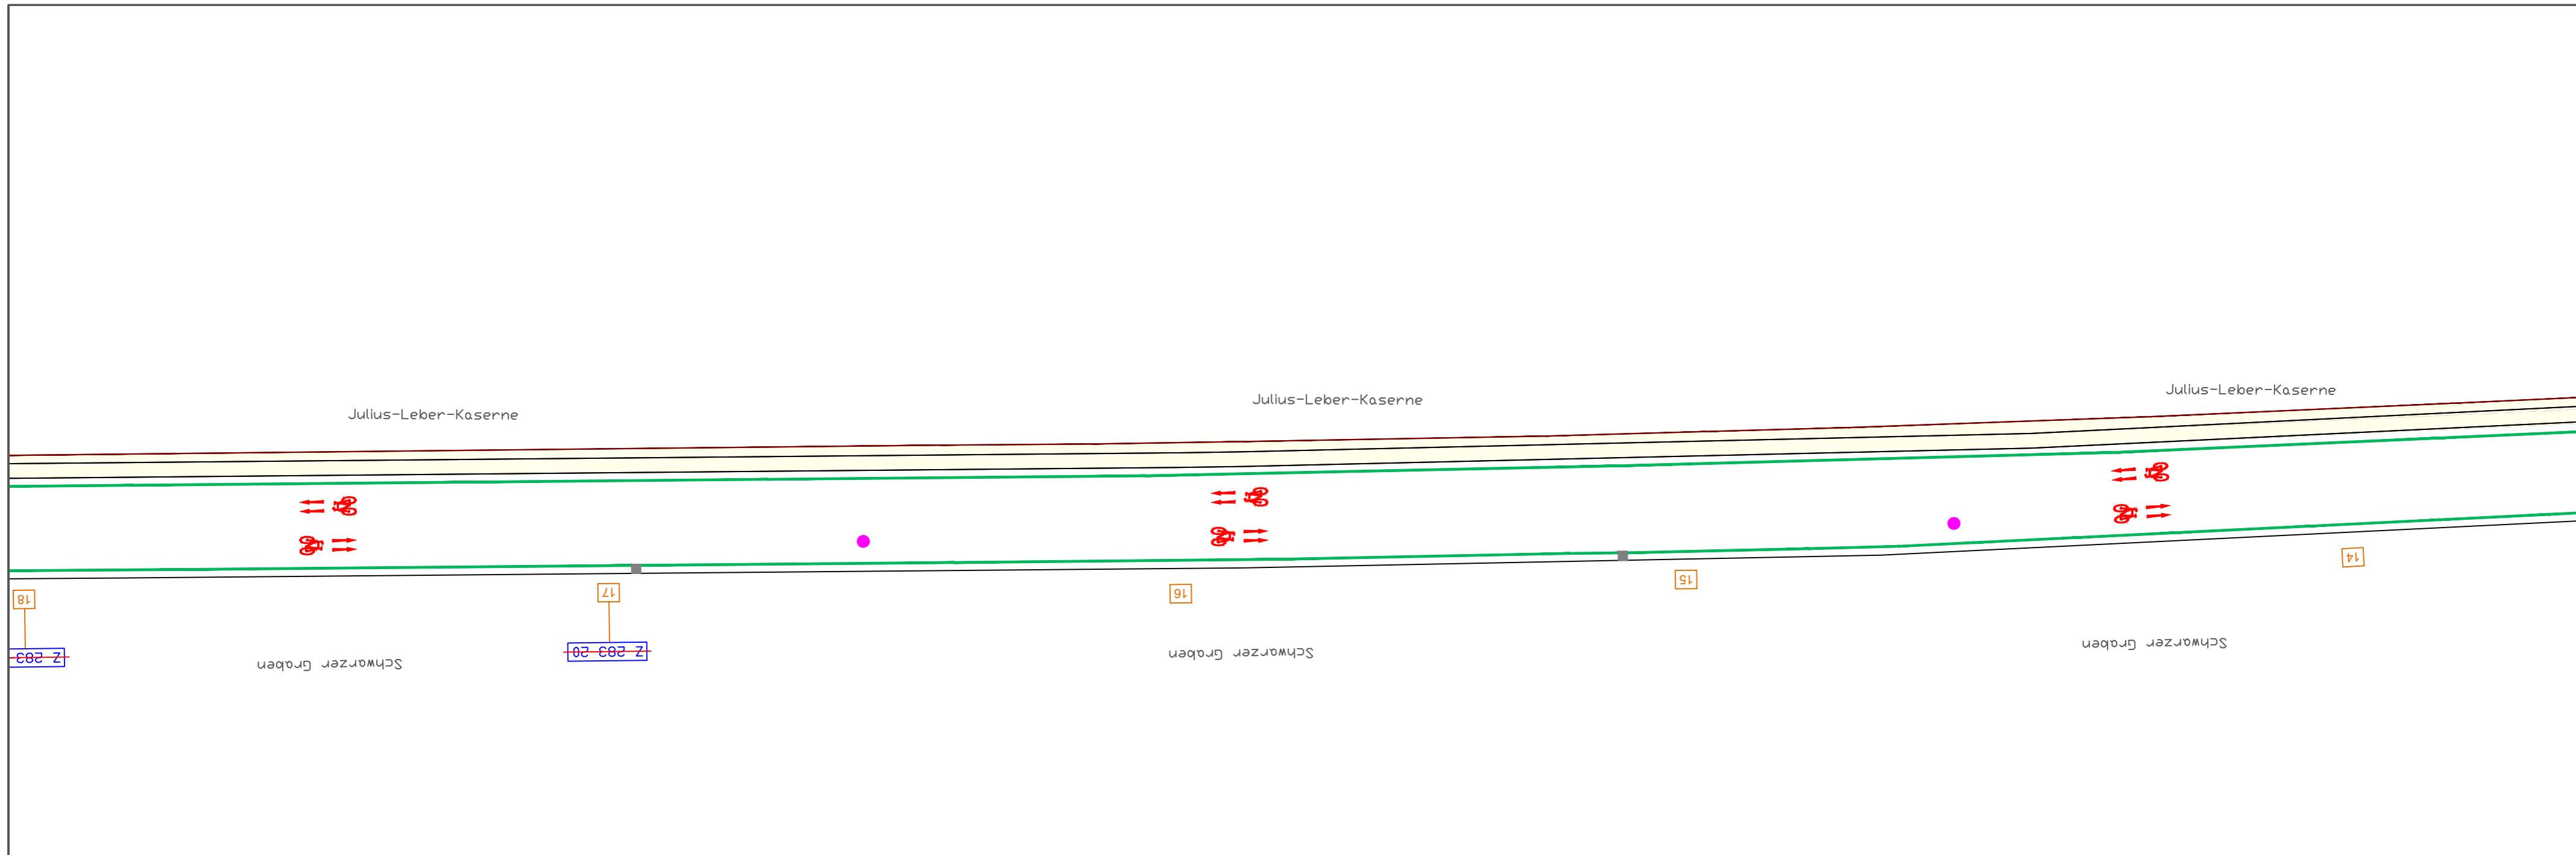 Julius-Leber-Kaserne
Julius-Leber-Kaserne
Julius-Leber-Kaserne
18
17
16
15
14
Z 283
Z 283-20
Schwarzer Graben
Schwarzer Graben
Schwarzer Graben